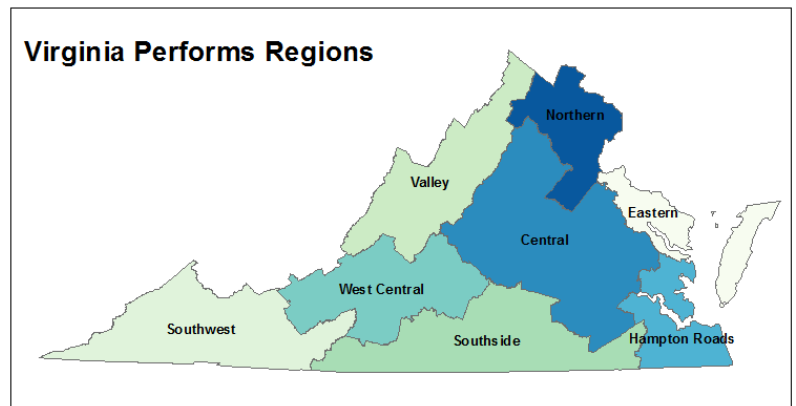 Virginia Performs Regions
Northern
Valley
Eastern
Central
West Central
Southwest
Southside
Hampton Roads